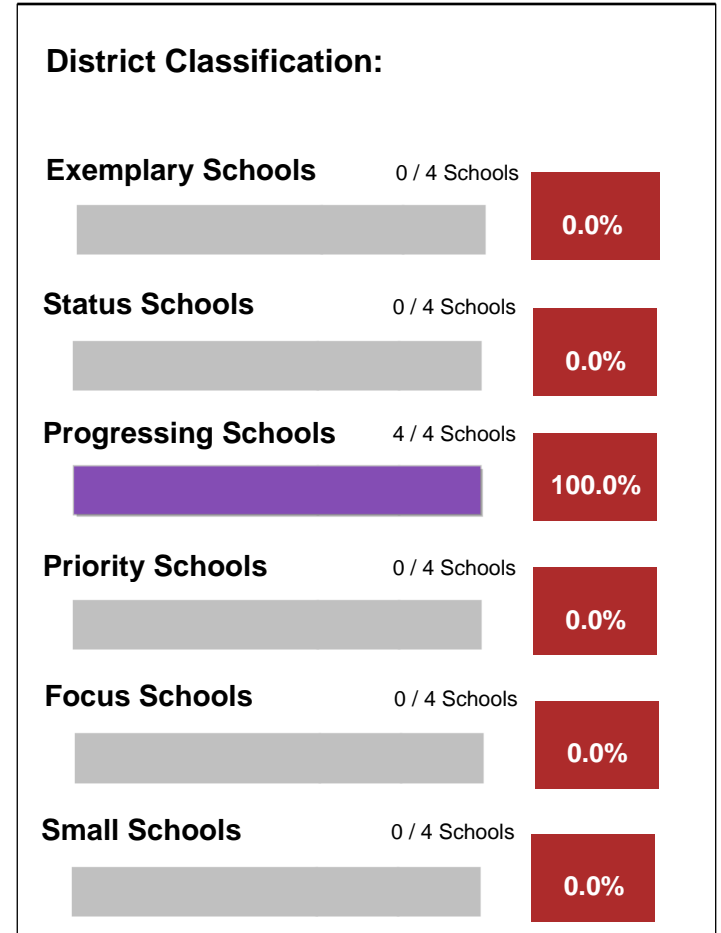 District Classification:
Exemplary Schools 0 / 4 Schools
0.0%
Status Schools 0 / 4 Schools
0.0%
Progressing Schools 4 / 4 Schools
100.0%
Priority Schools 0 / 4 Schools
0.0%
Focus Schools 0 / 4 Schools
0.0%
Small Schools 0 / 4 Schools
0.0%